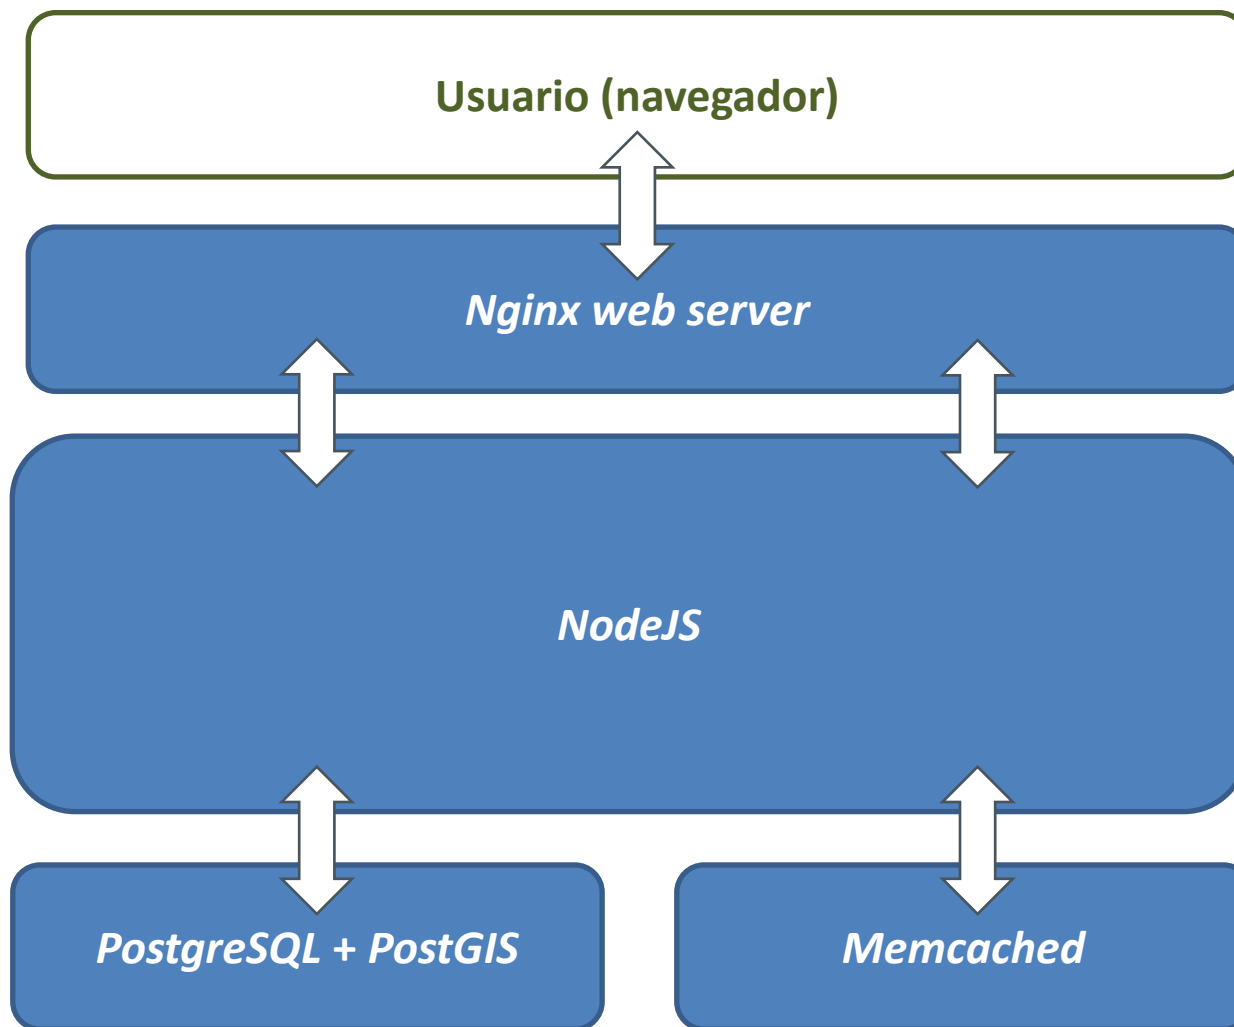 Usuario (navegador)
Nginx web server
NodeJS
PostgreSQL + PostGIS
Memcached